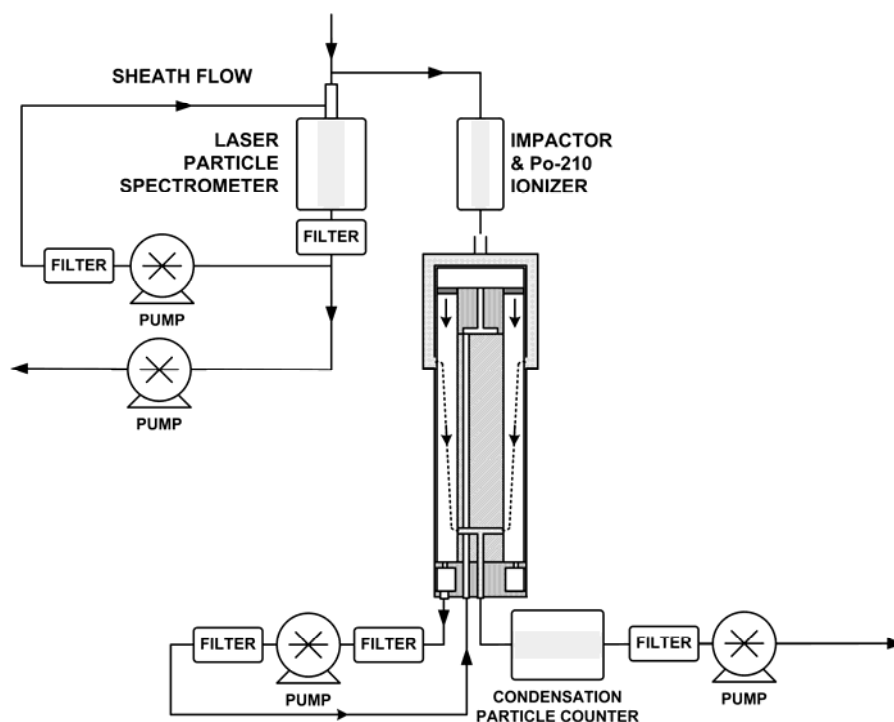 SHEATH FLOW
LASER
PARTICLE
SPECTROMETER
IMPACTOR
& Po-210
IONIZER
FILTER
FILTER
PUMP
PUMP
FILTER
FILTER
PUMP
CONDENSATION
PARTICLE COUNTER
FILTER
PUMP